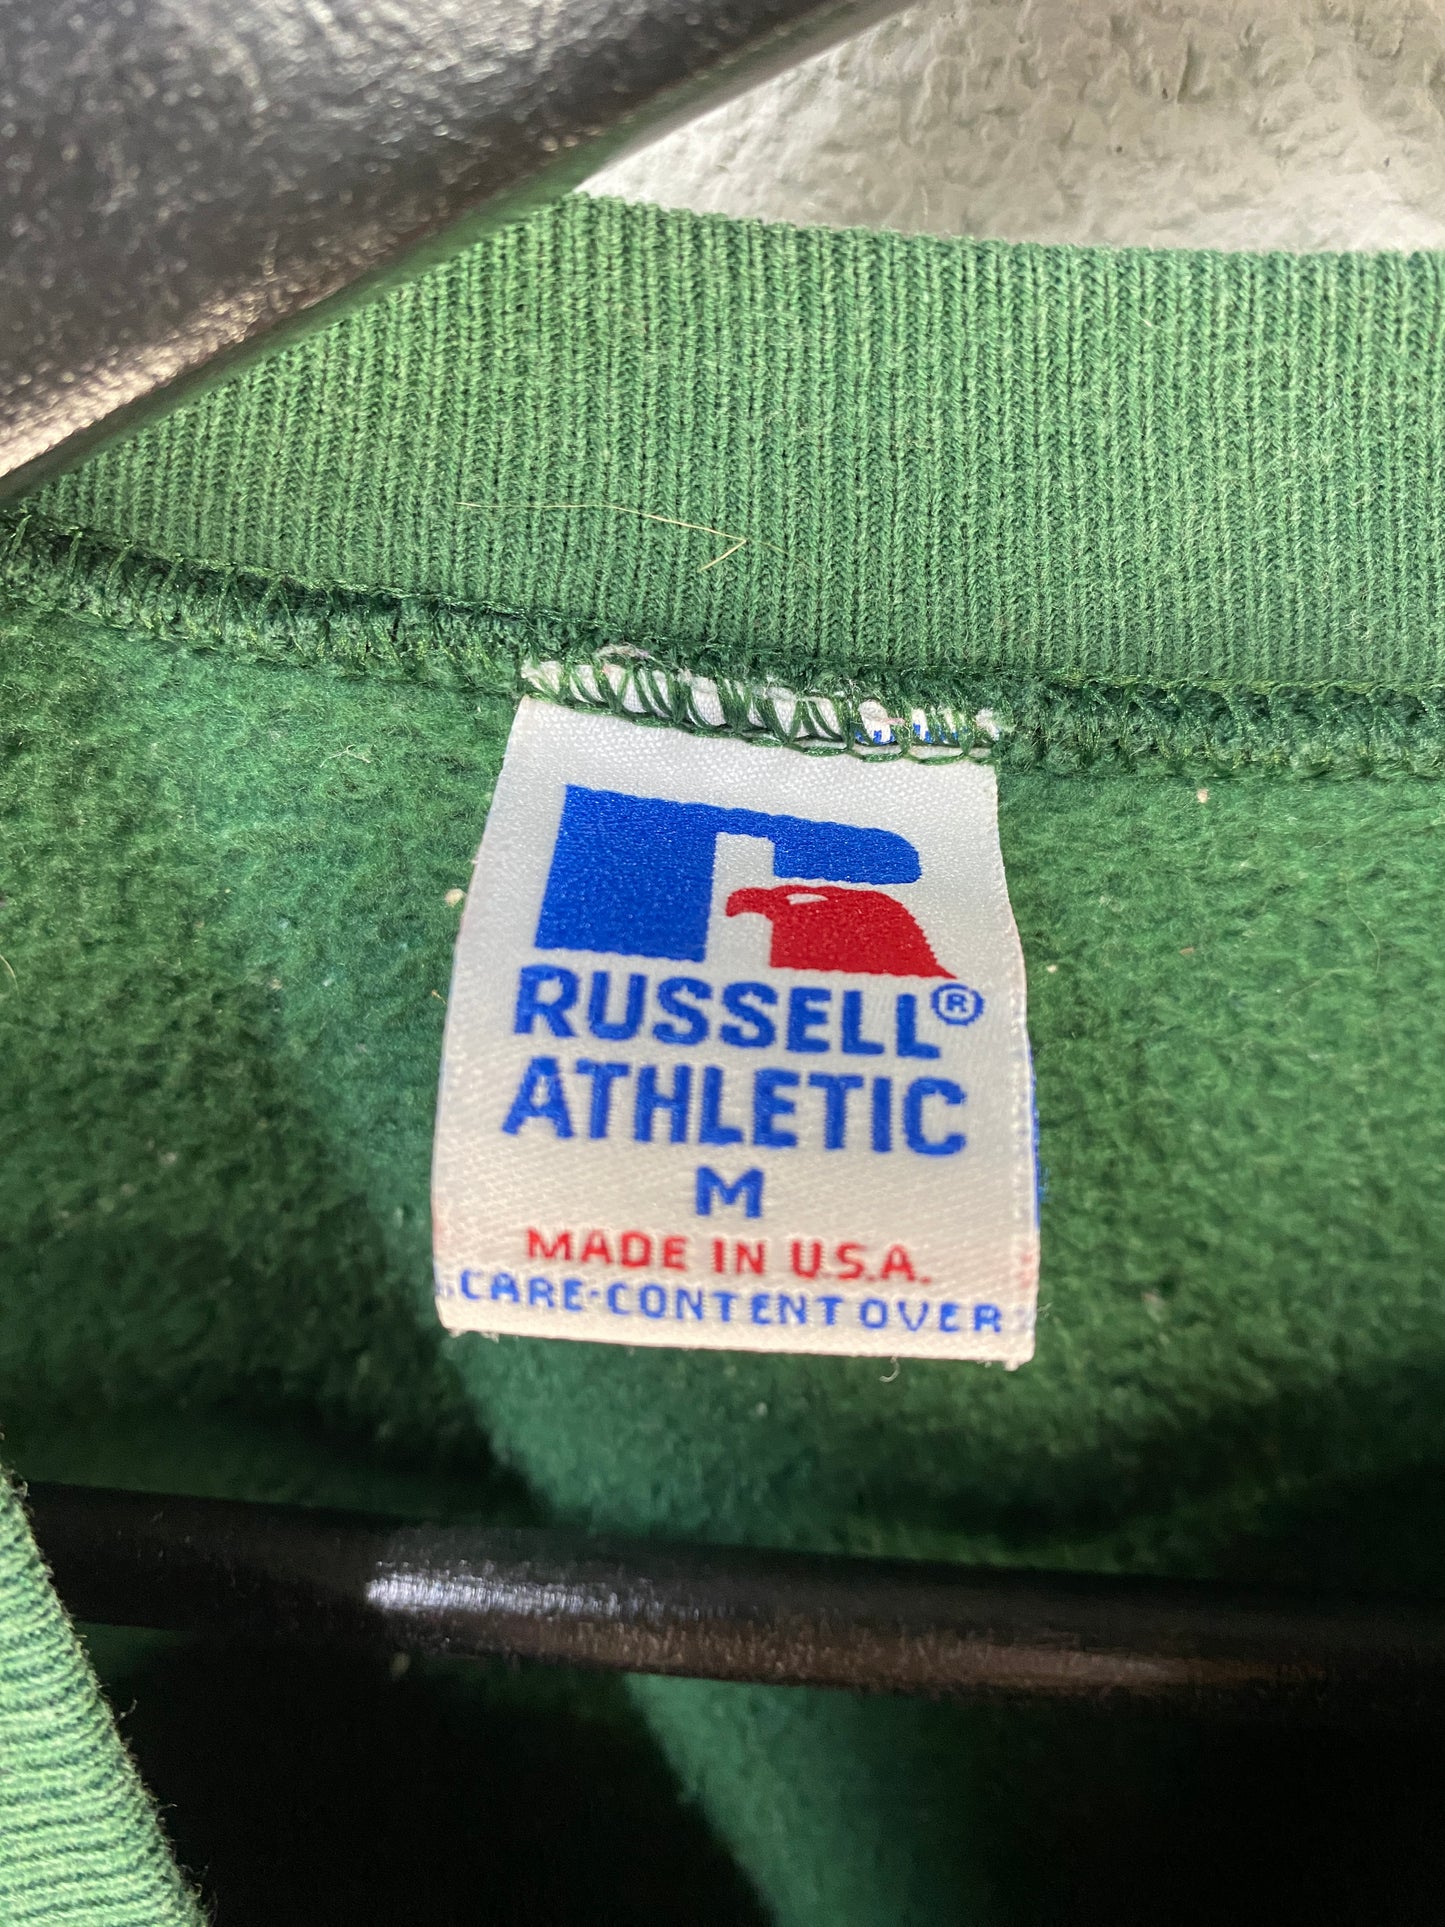 RUSSELL®
ATHLETIC
M
MADE IN U.S.A.
CARE-CONTENT OVER